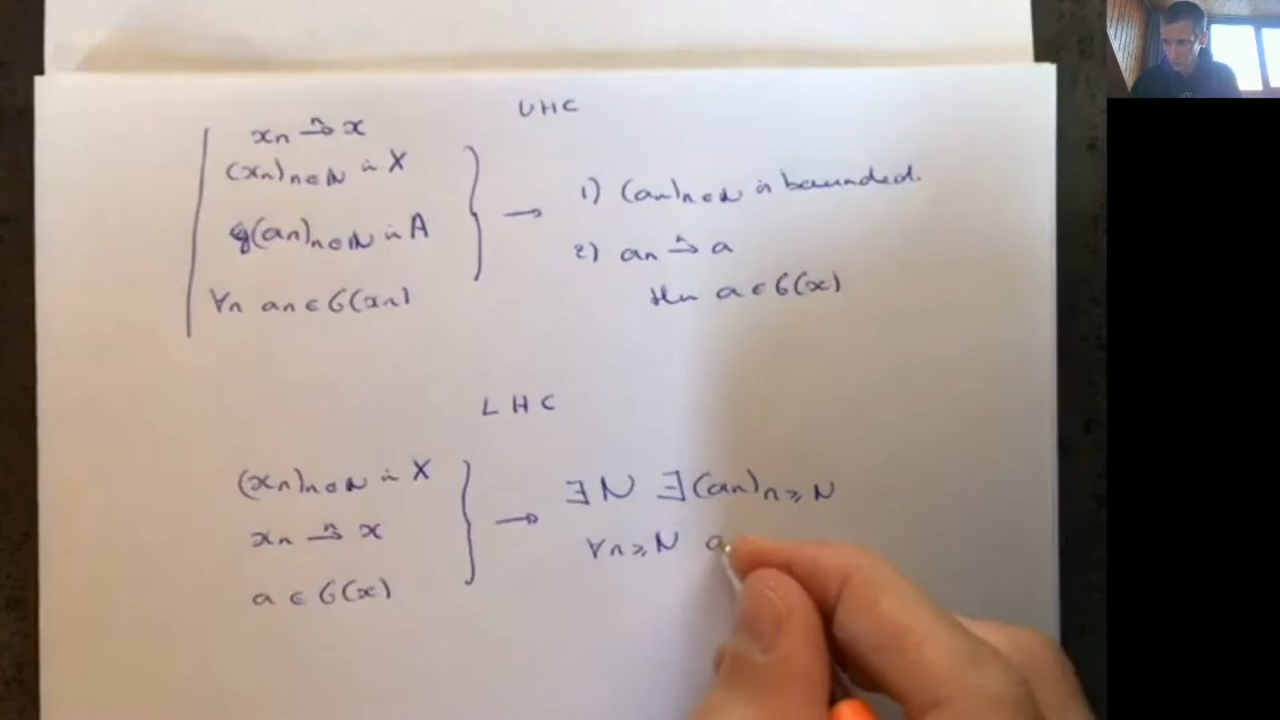 UHC
xₙ →ⁿ x
(xₙ)ₙ∈ℕ in X
(aₙ)ₙ∈ℕ in A
∀n aₙ ∈ G(xₙ)
→ 1) (aₙ)ₙ∈ℕ is bounded.
2) aₙ →ⁿ a
then a ∈ G(x)
LHC
(xₙ)ₙ∈ℕ in X
xₙ →ⁿ x
a ∈ G(x)
→ ∃N ∃(aₙ)ₙ≥N
∀n≥N a